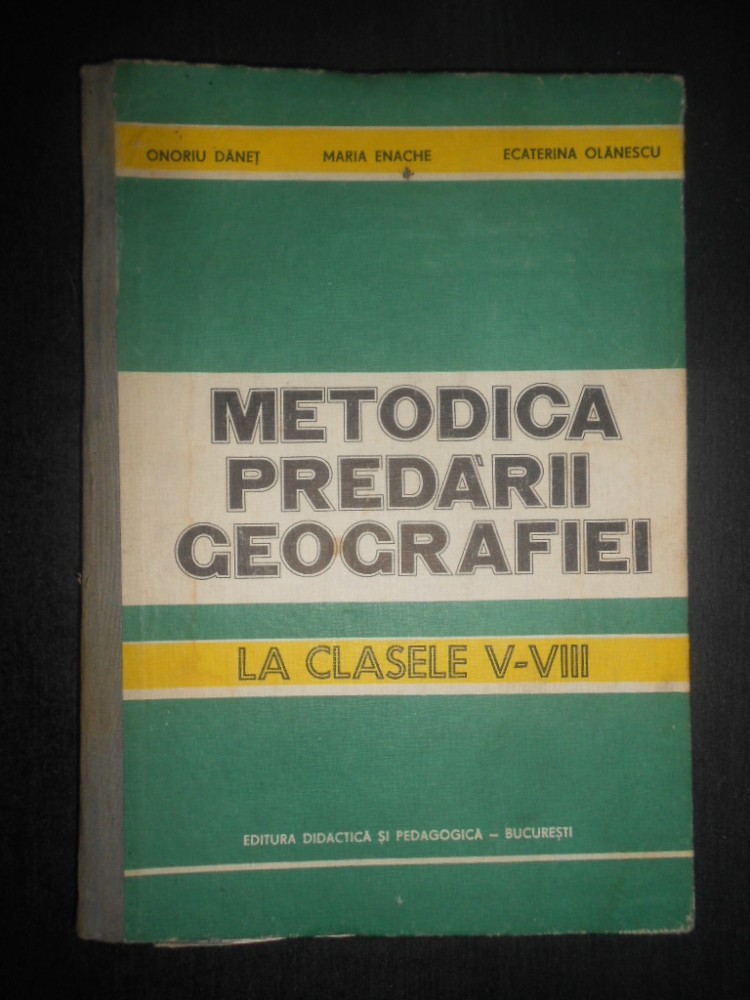 ONORIU DĂNEȚ MARIA ENACHE ECATERINA OLĂNESCU
METODICA
PREDĂRII
GEOGRAFIEI
LA CLASELE V-VIII
EDITURA DIDACTICĂ ȘI PEDAGOGICĂ – BUCUREȘTI